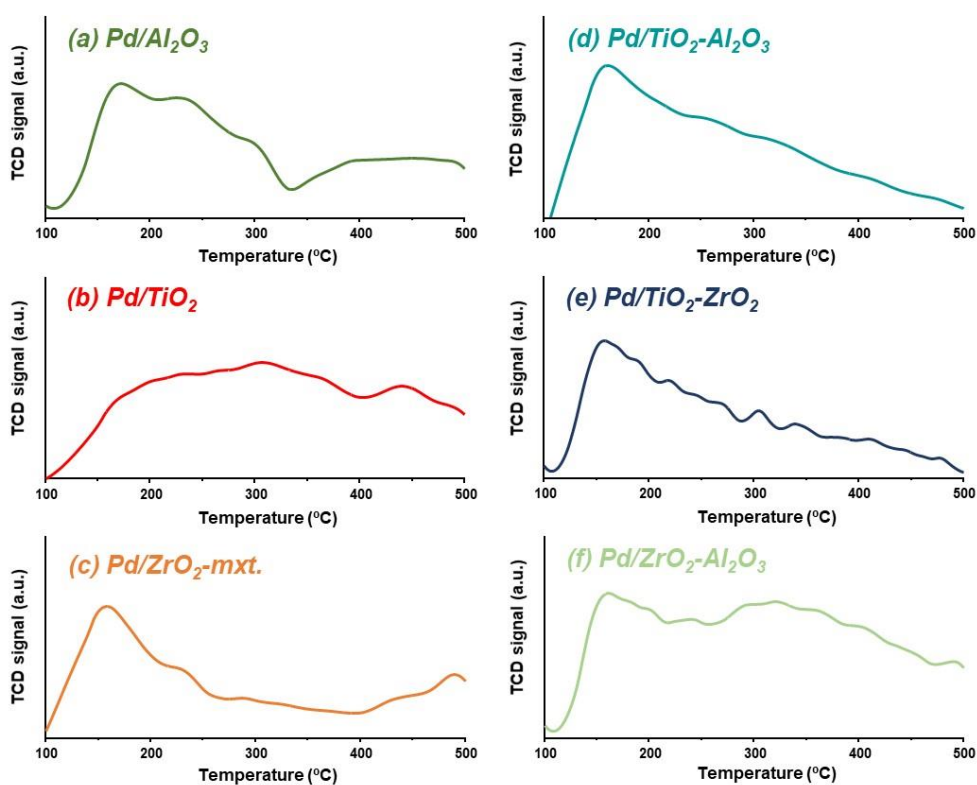 (a) Pd/Al₂O₃
TCD signal (a.u.)
100 200 300 400 500
Temperature (ºC)
(b) Pd/TiO₂
TCD signal (a.u.)
100 200 300 400 500
Temperature (ºC)
(c) Pd/ZrO₂-mxt.
TCD signal (a.u.)
100 200 300 400 500
Temperature (ºC)
(d) Pd/TiO₂-Al₂O₃
TCD signal (a.u.)
100 200 300 400 500
Temperature (ºC)
(e) Pd/TiO₂-ZrO₂
TCD signal (a.u.)
100 200 300 400 500
Temperature (ºC)
(f) Pd/ZrO₂-Al₂O₃
TCD signal (a.u.)
100 200 300 400 500
Temperature (ºC)